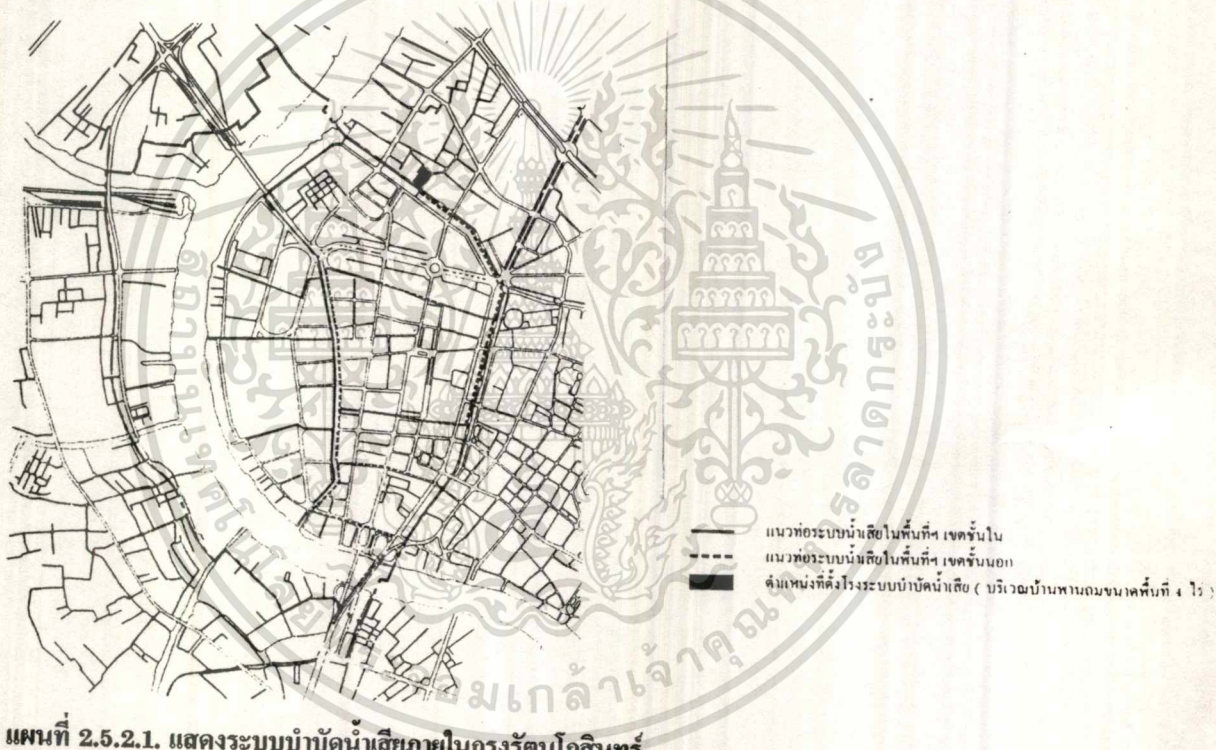 แนวท่อระบบน้ำเสียในพื้นที่ฯ เขตชั้นใน
แนวท่อระบบน้ำเสียในพื้นที่ฯ เขตชั้นนอก
ตำแหน่งที่ตั้งโรงระบบบำบัดน้ำเสีย ( บริเวณบ้านพานถมขนาดพื้นที่ 4 ไร่ )
แผนที่ 2.5.2.1. แสดงระบบบำบัดน้ำเสียภายในกรุงรัตนโกสินทร์